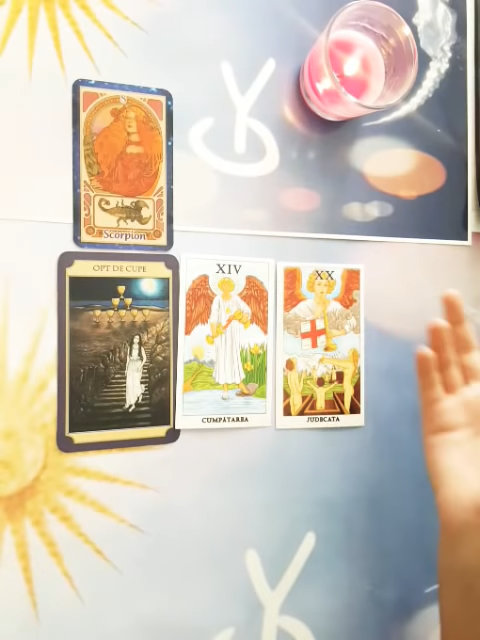 Scorpion
OPT DE CUPE
XIV
CUMPĂTAREA
XX
JUDECATA